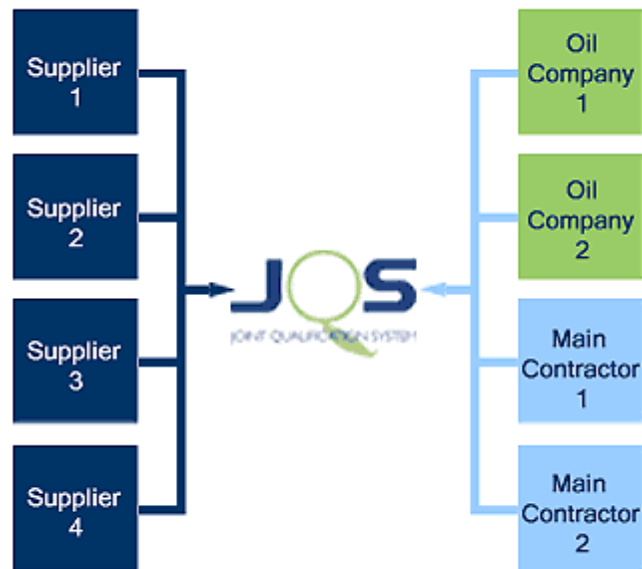 Supplier
1
Supplier
2
Supplier
3
Supplier
4
JQS
JOINT QUALIFICATION SYSTEM
Oil
Company
1
Oil
Company
2
Main
Contractor
1
Main
Contractor
2